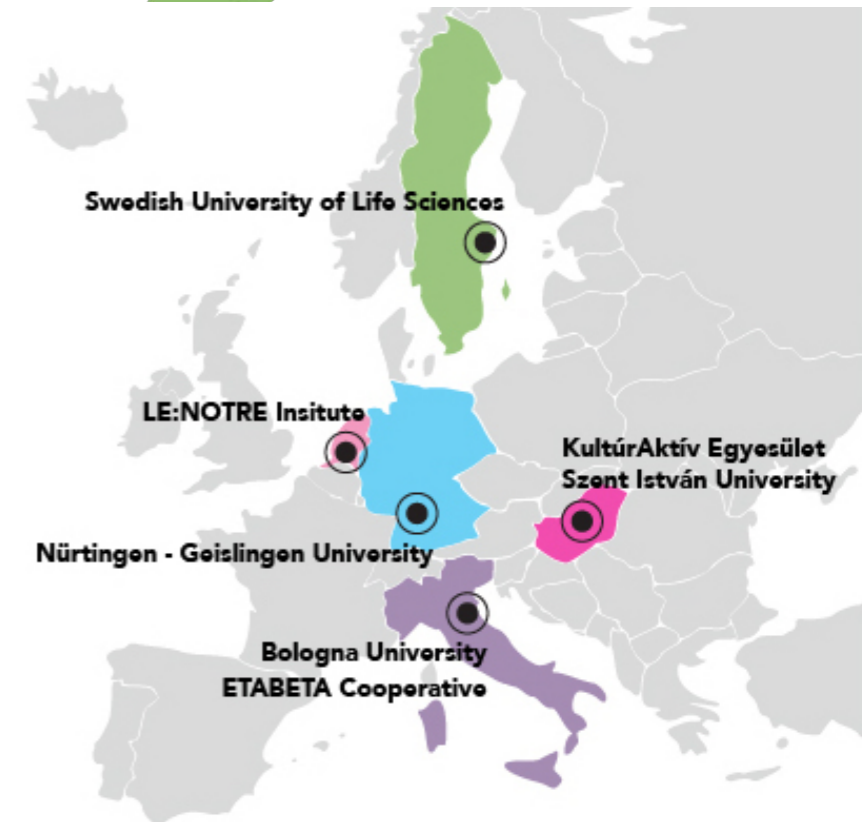 Swedish University of Life Sciences
LE:NOTRE Insitute
KultúrAktív Egyesület
Szent István University
Nürtingen - Geislingen University
Bologna University
ETABETA Cooperative